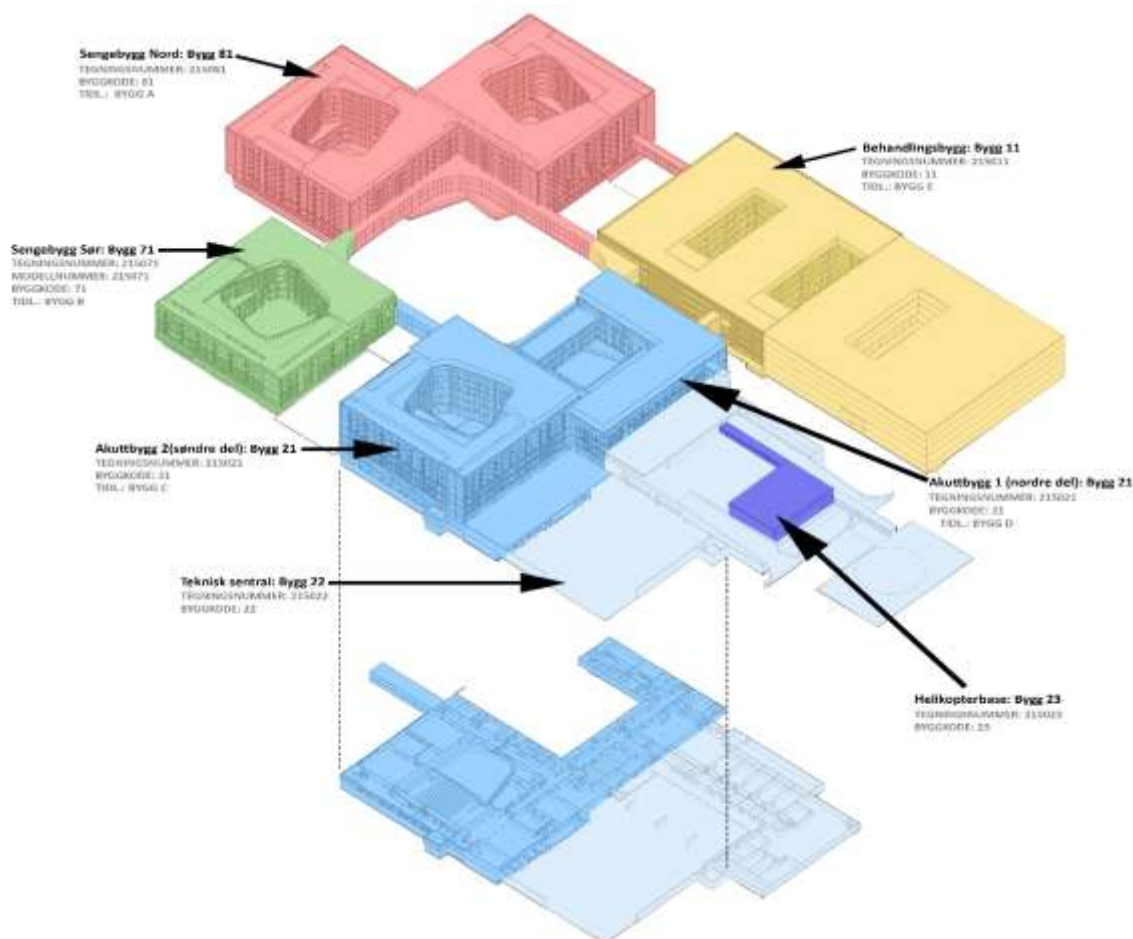 Sengebygg Nord: Bygg 81
TEGNINGSNUMMER: 215081
BYGGKODE: 81
TIDL.: BYGG A
Behandlingsbygg: Bygg 11
TEGNINGSNUMMER: 215011
BYGGKODE: 11
TIDL.: BYGG E
Sengebygg Sør: Bygg 71
TEGNINGSNUMMER: 215071
MODELLNUMMER: 215071
BYGGKODE: 71
TIDL.: BYGG B
Akuttbygg 2(søndre del): Bygg 21
TEGNINGSNUMMER: 215021
BYGGKODE: 21
TIDL.: BYGG C
Akuttbygg 1 (nordre del): Bygg 21
TEGNINGSNUMMER: 215021
BYGGKODE: 21
TIDL.: BYGG D
Teknisk sentral: Bygg 22
TEGNINGSNUMMER: 215022
BYGGKODE: 22
Helikopterbase: Bygg 23
TEGNINGSNUMMER: 215023
BYGGKODE: 23